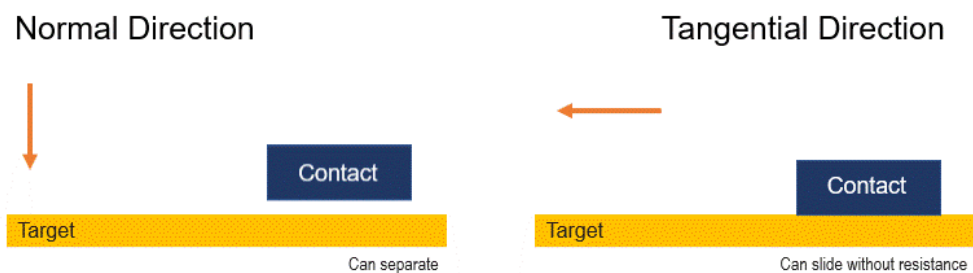 Normal Direction
Tangential Direction
Contact
Target
Can separate
Contact
Target
Can slide without resistance